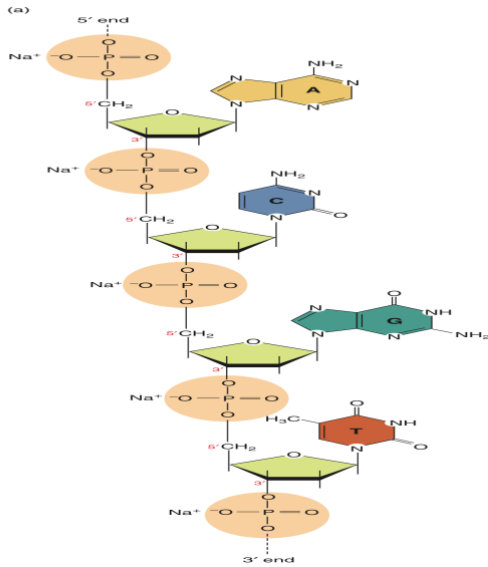 (a)
5′ end
O
Na⁺ ⁻O P O
O
NH₂
N N
A
N N
5′ CH₂
O
3′
O
Na⁺ ⁻O P O
O
NH₂
N
C
N O
5′ CH₂
O
3′
O
Na⁺ ⁻O P O
O
O
N NH
G
N N NH₂
5′ CH₂
O
3′
O
Na⁺ ⁻O P O
O
O
H₃C NH
T
N O
5′ CH₂
O
3′
O
Na⁺ ⁻O P O
O
3′ end